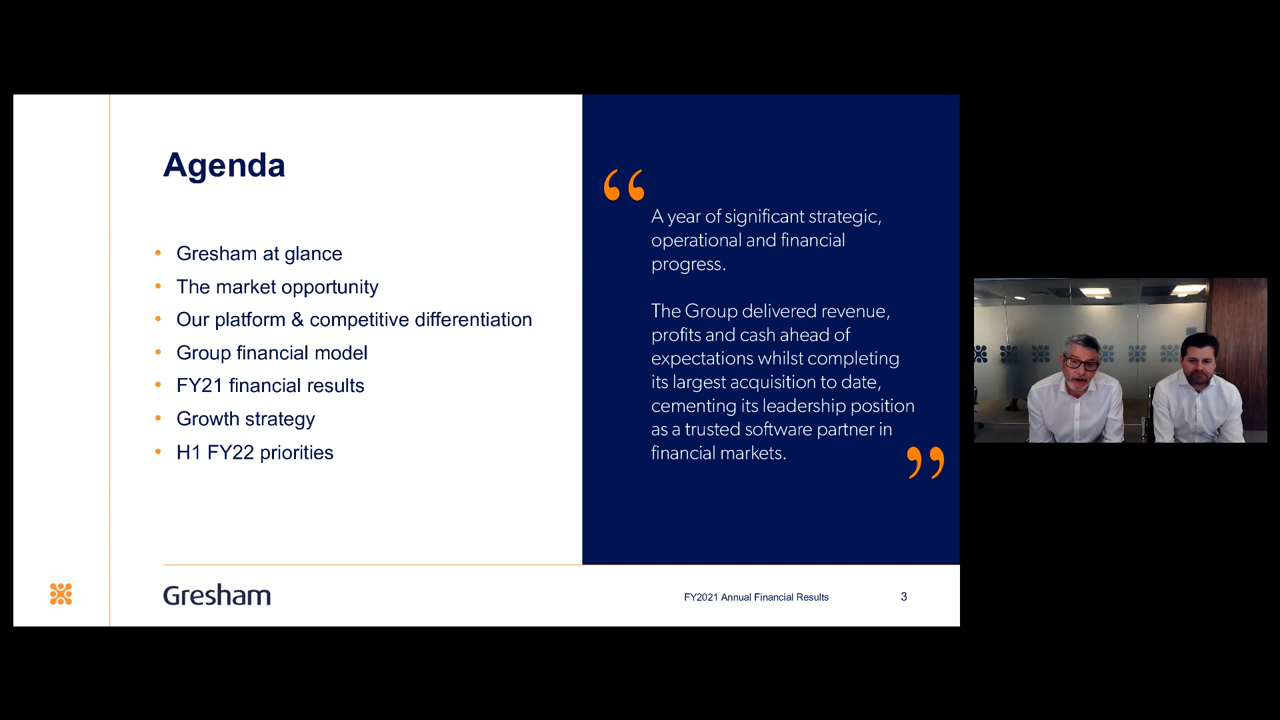 Agenda
• Gresham at glance
• The market opportunity
• Our platform & competitive differentiation
• Group financial model
• FY21 financial results
• Growth strategy
• H1 FY22 priorities
“
A year of significant strategic,
operational and financial
progress.
The Group delivered revenue,
profits and cash ahead of
expectations whilst completing
its largest acquisition to date,
cementing its leadership position
as a trusted software partner in
financial markets.
”
Gresham
FY2021 Annual Financial Results
3